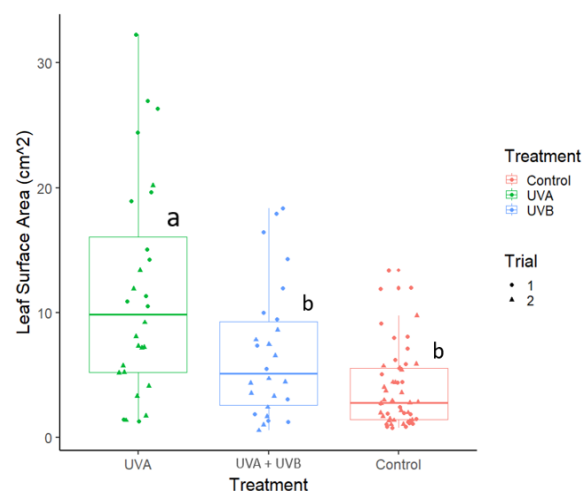 Leaf Surface Area (cm^2)
30
20
10
0
a
b
b
UVA
UVA + UVB
Control
Treatment
Treatment
Control
UVA
UVB
Trial
1
2